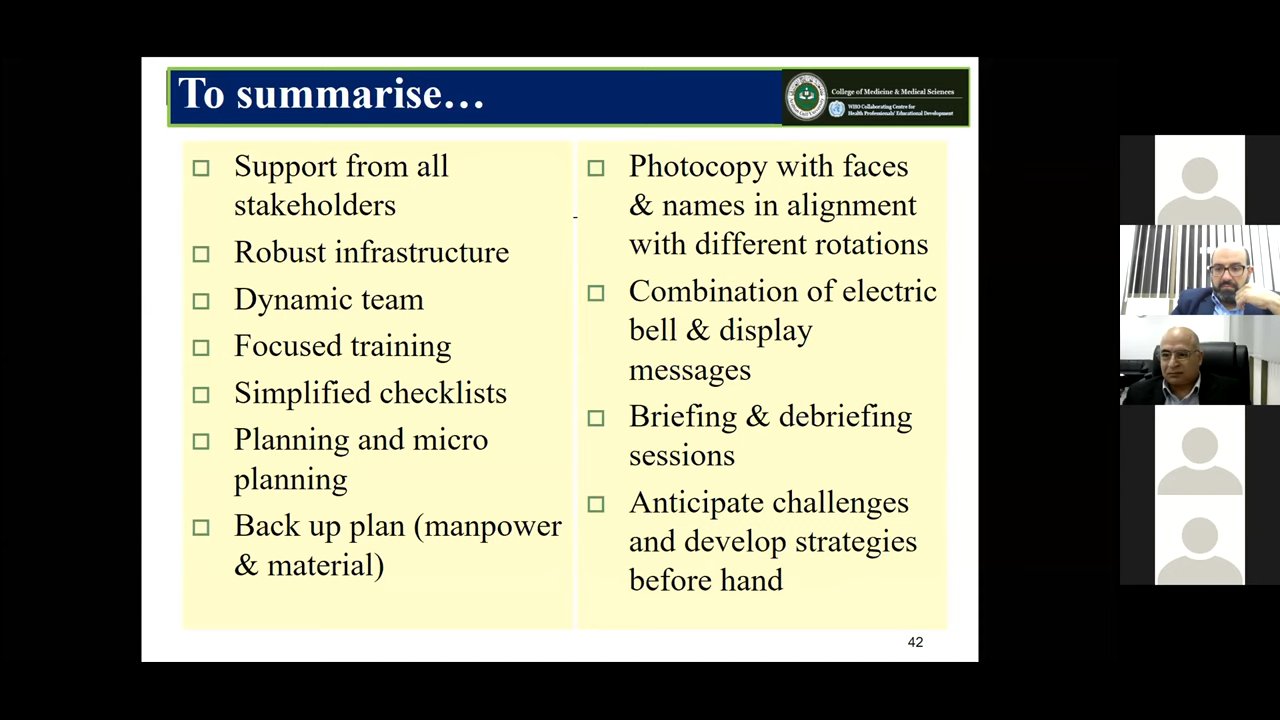 To summarise…
College of Medicine & Medical Sciences
WHO Collaborating Centre for
Health Professionals' Educational Development
Support from all
stakeholders
Robust infrastructure
Dynamic team
Focused training
Simplified checklists
Planning and micro
planning
Back up plan (manpower
& material)
Photocopy with faces
& names in alignment
with different rotations
Combination of electric
bell & display
messages
Briefing & debriefing
sessions
Anticipate challenges
and develop strategies
before hand
42